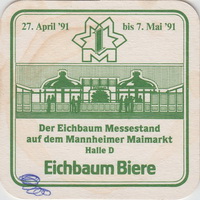 27. April '91 bis 7. Mai '91
M
Der Eichbaum Messestand
auf dem Mannheimer Maimarkt
Halle D
Eichbaum Biere